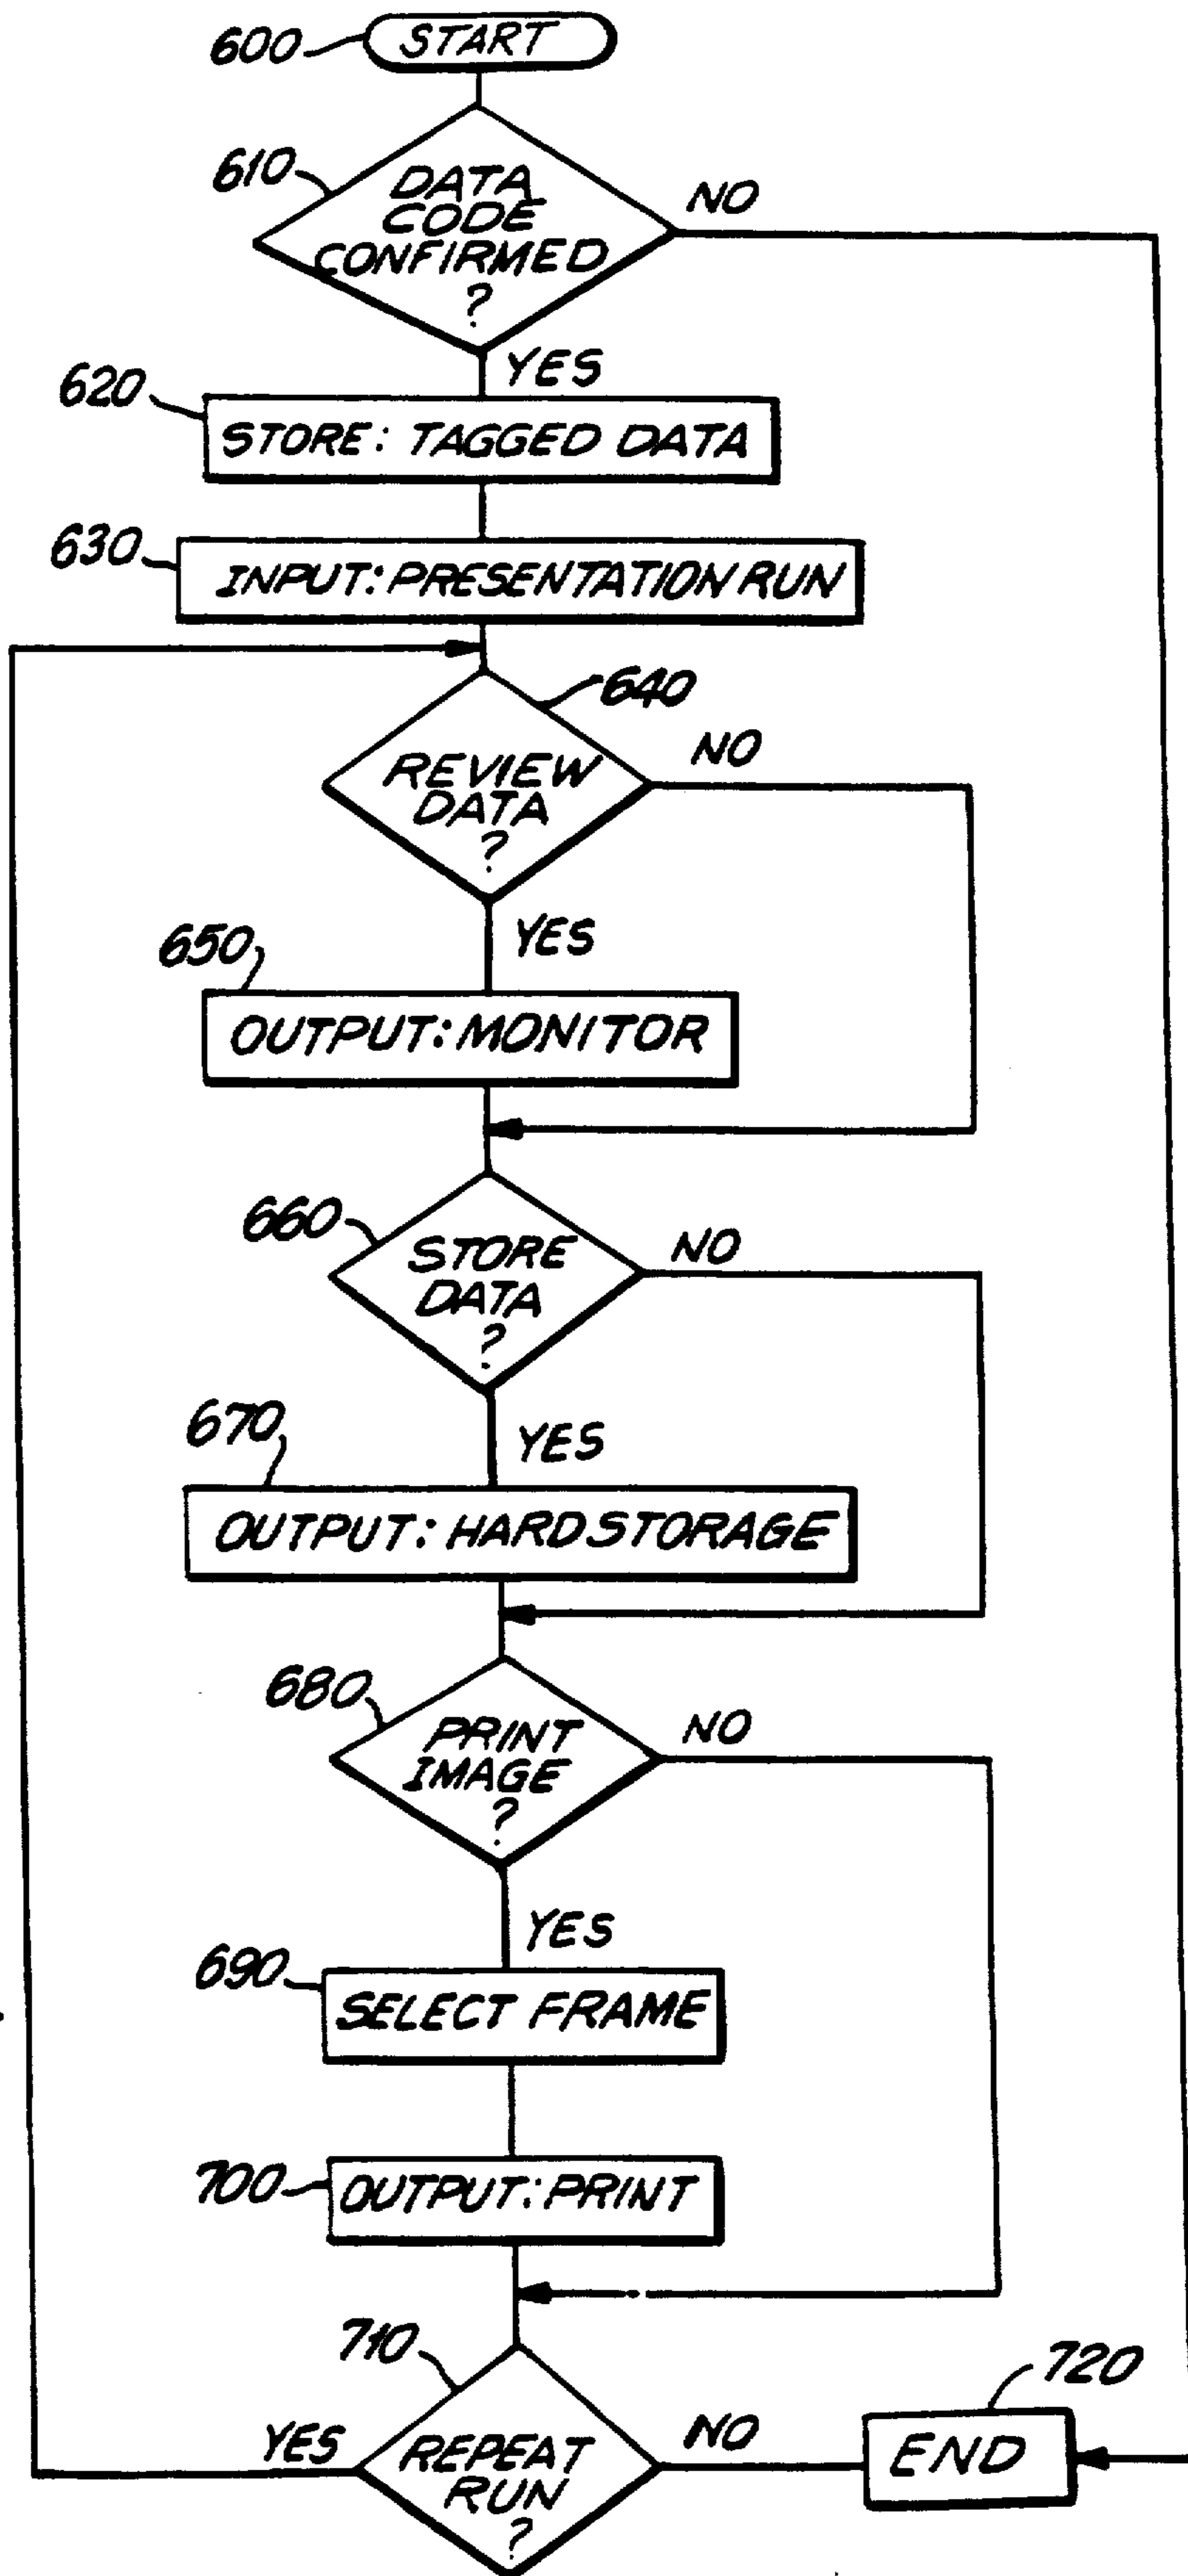 600 START
610
DATA
CODE
CONFIRMED
?
NO
YES
620
STORE: TAGGED DATA
630
INPUT: PRESENTATION RUN
640
REVIEW
DATA
?
NO
YES
650
OUTPUT: MONITOR
660
STORE
DATA
?
NO
YES
670
OUTPUT: HARD STORAGE
680
PRINT
IMAGE
?
NO
YES
690
SELECT FRAME
700
OUTPUT: PRINT
710
REPEAT
RUN
?
YES
NO
720
END